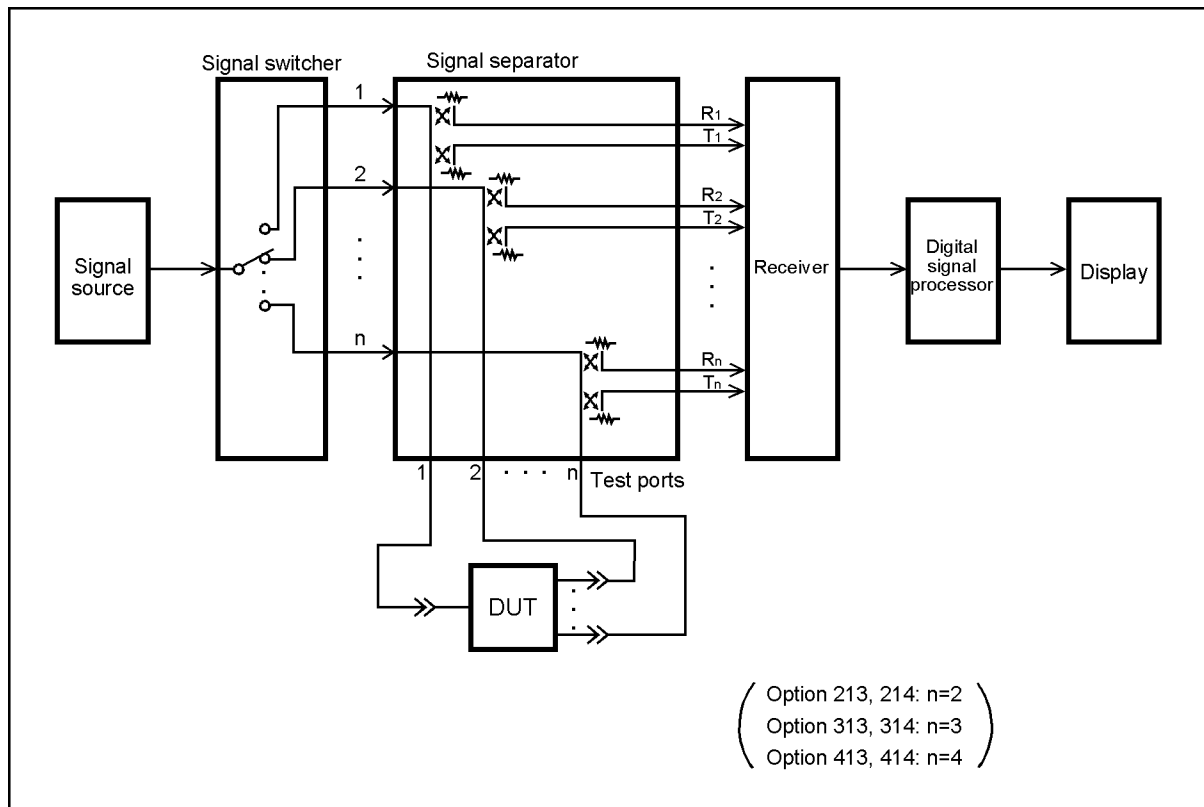 Signal switcher
Signal separator
1
R1
T1
2
R2
T2
Signal
source
Receiver
Digital
signal
processor
Display
n
Rn
Tn
1
2
n
Test ports
DUT
Option 213, 214: n=2
Option 313, 314: n=3
Option 413, 414: n=4